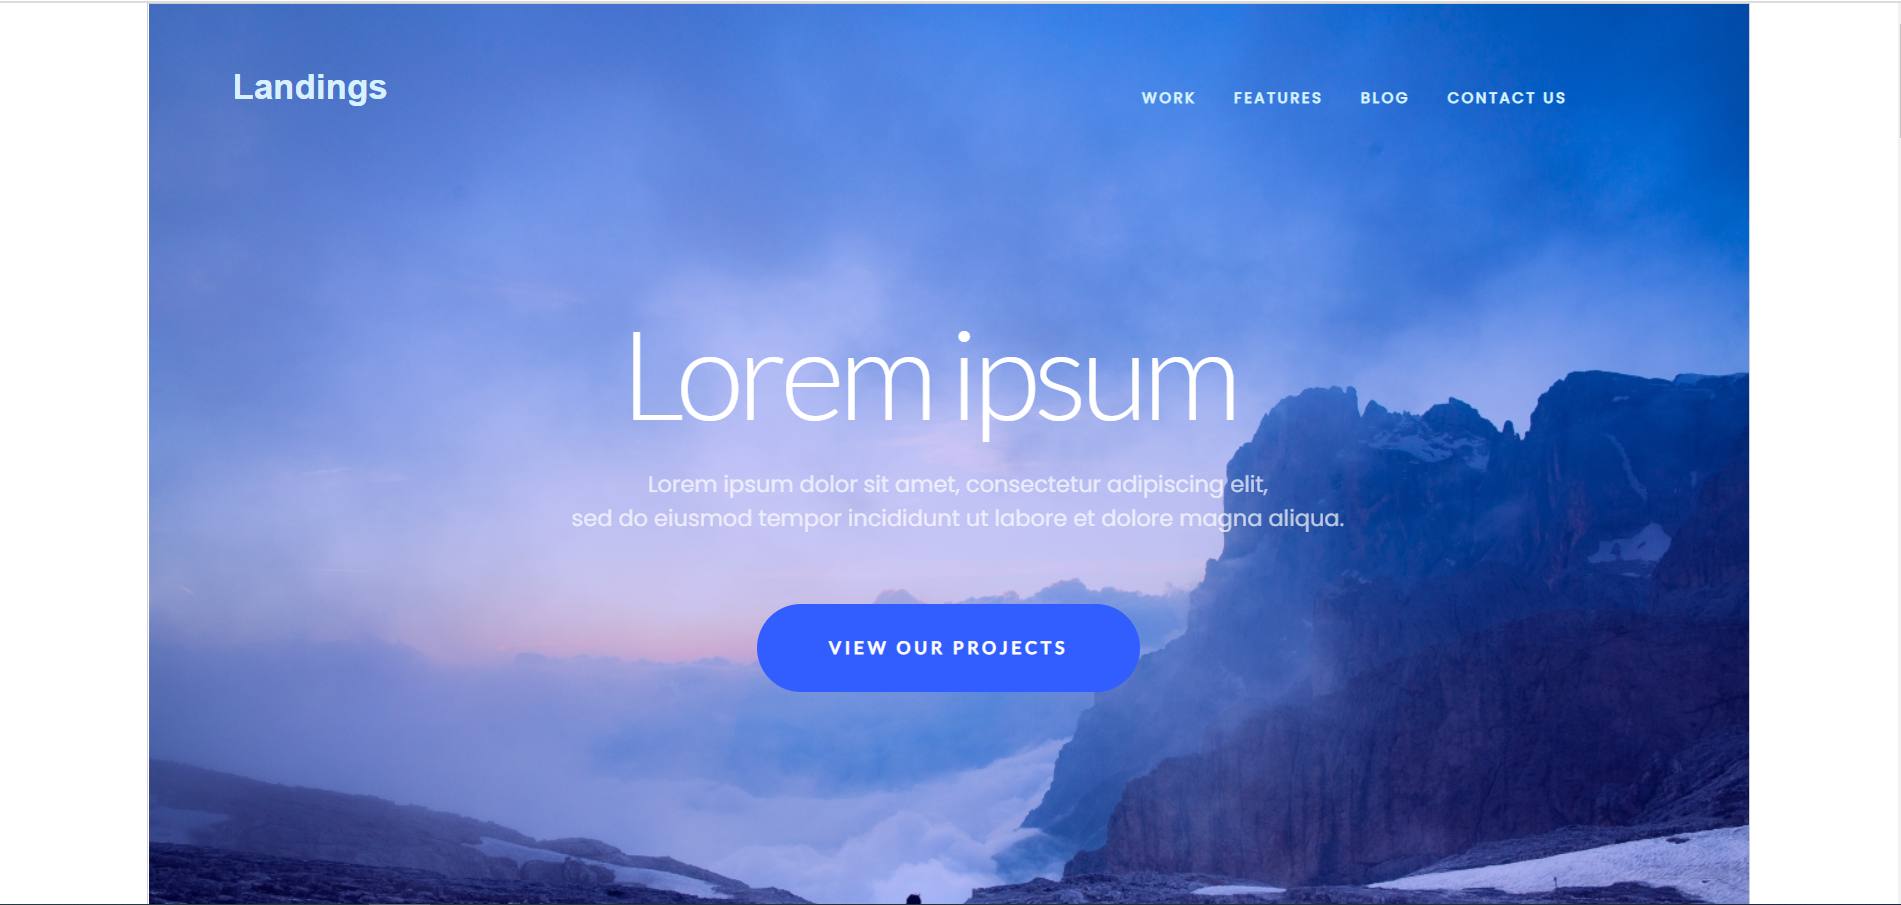 Landings
WORK FEATURES BLOG CONTACT US
Lorem ipsum
Lorem ipsum dolor sit amet, consectetur adipiscing elit,
sed do eiusmod tempor incididunt ut labore et dolore magna aliqua.
VIEW OUR PROJECTS